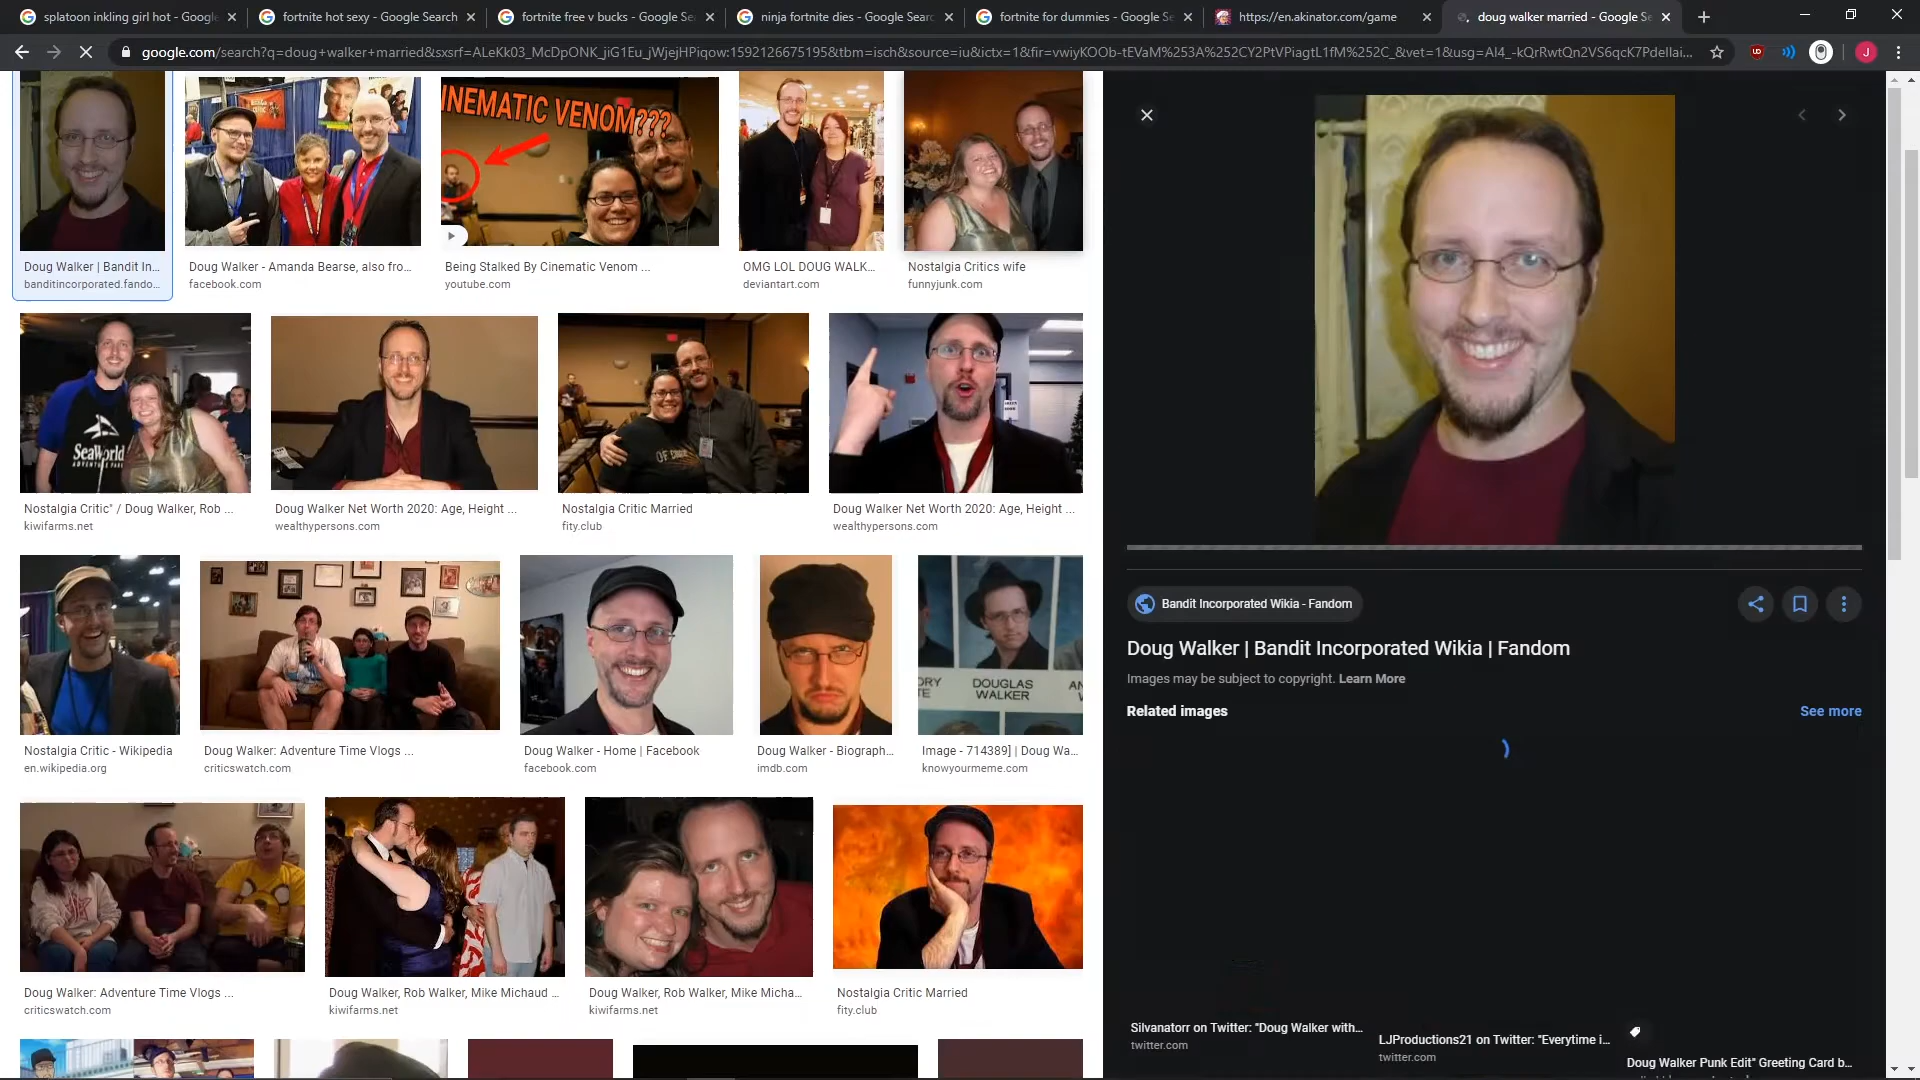 splatoon inkling girl hot - Google
fortnite hot sexy - Google Search
fortnite free v bucks - Google Se
ninja fortnite dies - Google Searc
fortnite for dummies - Google Se
https://en.akinator.com/game
doug walker married - Google Se
google.com/search?q=doug+walker+married&sxsrf=ALeKk03_McDpONK_jiG1Eu_jWjejHPiqow:1592126675195&tbm=isch&source=iu&ictx=1&fir=vwiyKOOb-tEVaM%253A%252CY2PtVPiagtL1fM%252C_&vet=1&usg=AI4_-kQrRwtQn2VS6qcK7Pdellai...
J
INEMATIC VENOM???
Doug Walker | Bandit In...
banditincorporated.fando...
Doug Walker - Amanda Bearse, also fro...
facebook.com
Being Stalked By Cinematic Venom ...
youtube.com
OMG LOL DOUG WALK...
deviantart.com
Nostalgia Critics wife
funnyjunk.com
SeaWorld
ADVENTURE PARK
OF
Nostalgia Critic" / Doug Walker, Rob ...
kiwifarms.net
Doug Walker Net Worth 2020: Age, Height ...
wealthypersons.com
Nostalgia Critic Married
fity.club
Doug Walker Net Worth 2020: Age, Height ...
wealthypersons.com
DOUGLAS
WALKER
Nostalgia Critic - Wikipedia
en.wikipedia.org
Doug Walker: Adventure Time Vlogs ...
criticswatch.com
Doug Walker - Home | Facebook
facebook.com
Doug Walker - Biograph...
imdb.com
Image - 714389] | Doug Wa...
knowyourmeme.com
Doug Walker: Adventure Time Vlogs ...
criticswatch.com
Doug Walker, Rob Walker, Mike Michaud ...
kiwifarms.net
Doug Walker, Rob Walker, Mike Micha...
kiwifarms.net
Nostalgia Critic Married
fity.club
Bandit Incorporated Wikia - Fandom
Doug Walker | Bandit Incorporated Wikia | Fandom
Images may be subject to copyright. Learn More
Related images
See more
Silvanatorr on Twitter: "Doug Walker with...
twitter.com
LJProductions21 on Twitter: "Everytime i...
twitter.com
Doug Walker Punk Edit" Greeting Card b...